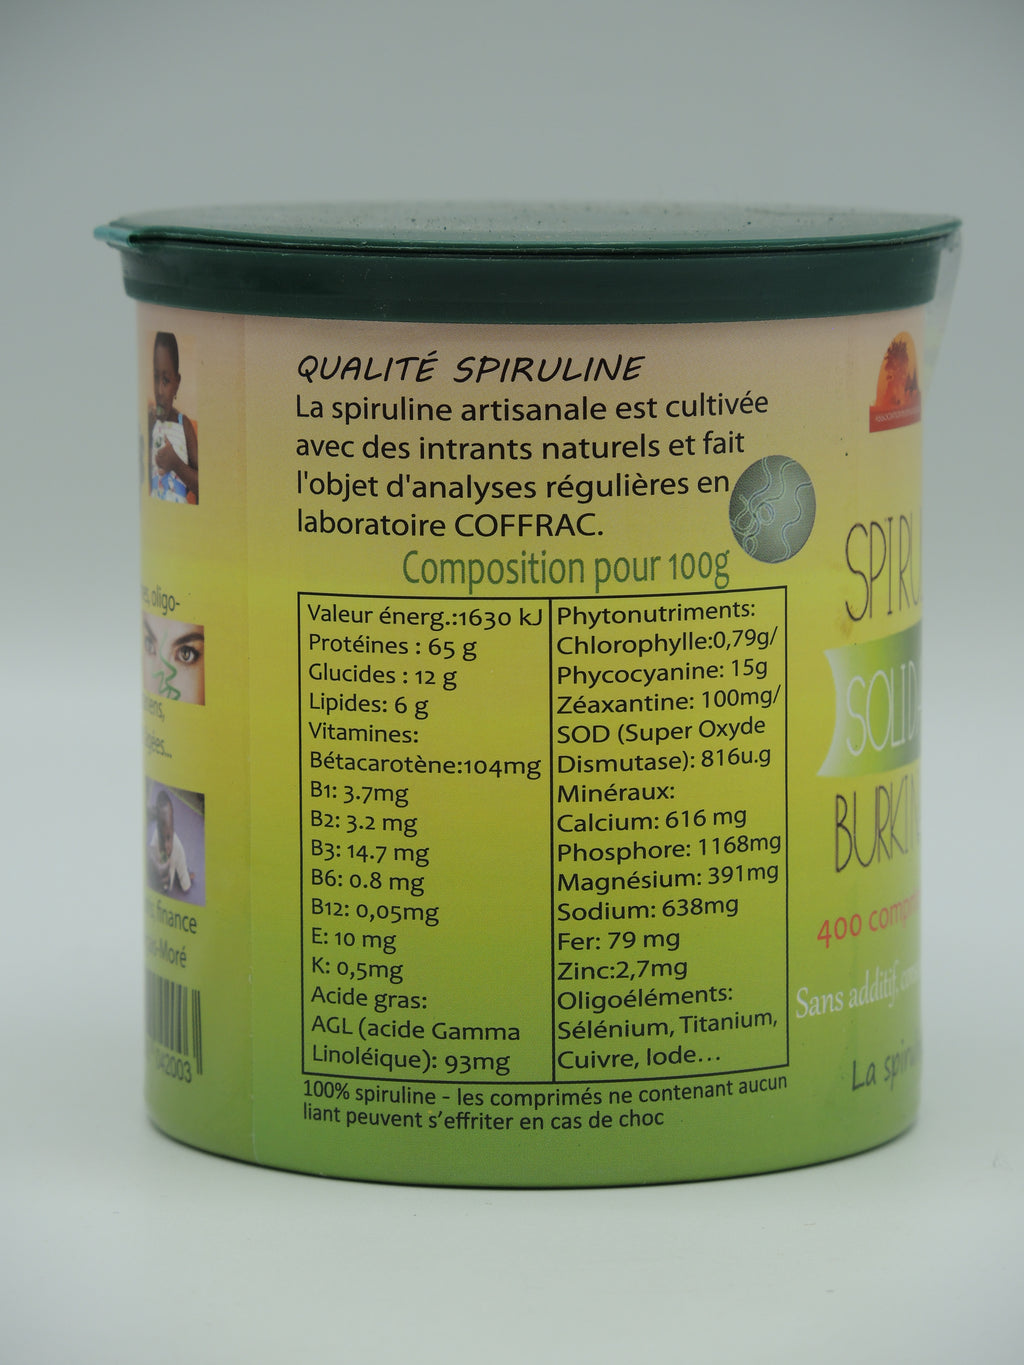 QUALITÉ SPIRULINE
La spiruline artisanale est cultivée
avec des intrants naturels et fait
l'objet d'analyses régulières en
laboratoire COFFRAC.
Composition pour 100g
Valeur énerg.:1630 kJ
Protéines : 65 g
Glucides : 12 g
Lipides: 6 g
Vitamines:
Bétacarotène:104mg
B1: 3.7mg
B2: 3.2 mg
B3: 14.7 mg
B6: 0.8 mg
B12: 0,05mg
E: 10 mg
K: 0,5mg
Acide gras:
AGL (acide Gamma
Linoléique): 93mg
Phytonutriments:
Chlorophylle:0,79g/
Phycocyanine: 15g
Zéaxantine: 100mg/
SOD (Super Oxyde
Dismutase): 816u.g
Minéraux:
Calcium: 616 mg
Phosphore: 1168mg
Magnésium: 391mg
Sodium: 638mg
Fer: 79 mg
Zinc:2,7mg
Oligoéléments:
Sélénium, Titanium,
Cuivre, Iode...
100% spiruline - les comprimés ne contenant aucun
liant peuvent s'effriter en cas de choc
oligo-
finance
-Moré
042003
SPIRU
SOLID
BURKIN
400 comp
Sans additif,
La spiru